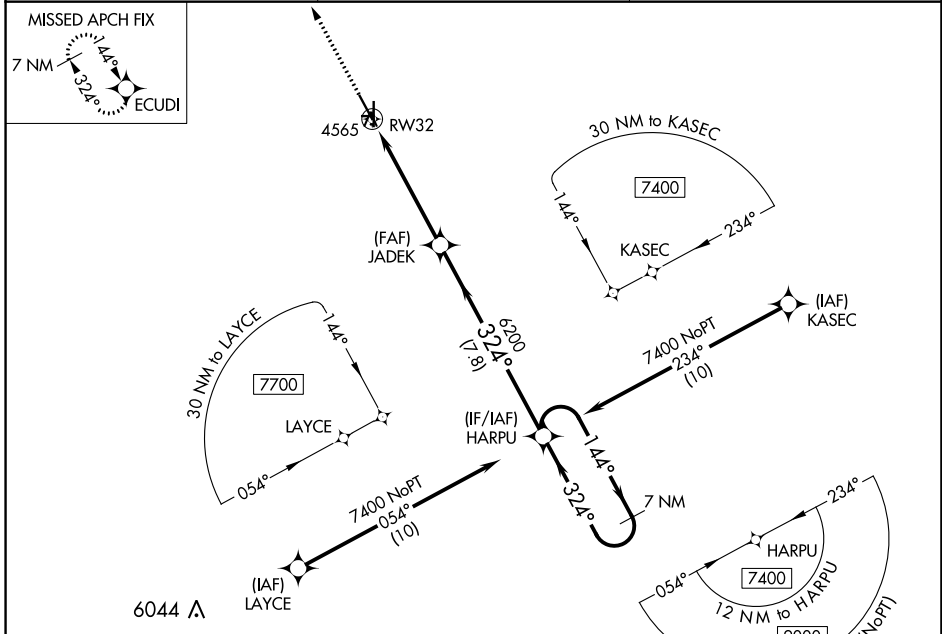 MISSED APCH FIX
7 NM
144°
324°
ECUDI
4565
RW32
30 NM to KASEC
7400
144°
234°
KASEC
(FAF)
JADEK
(IAF)
KASEC
30 NM to LAYCE
144°
7700
LAYCE
054°
6200
324°
(7.8)
7400 NoPT
234°
(10)
(IF/IAF)
HARPU
144°
324°
7 NM
7400 NoPT
054°
(10)
(IAF)
LAYCE
6044
234°
HARPU
7400
054°
12 NM to HARPU
(NoPT)